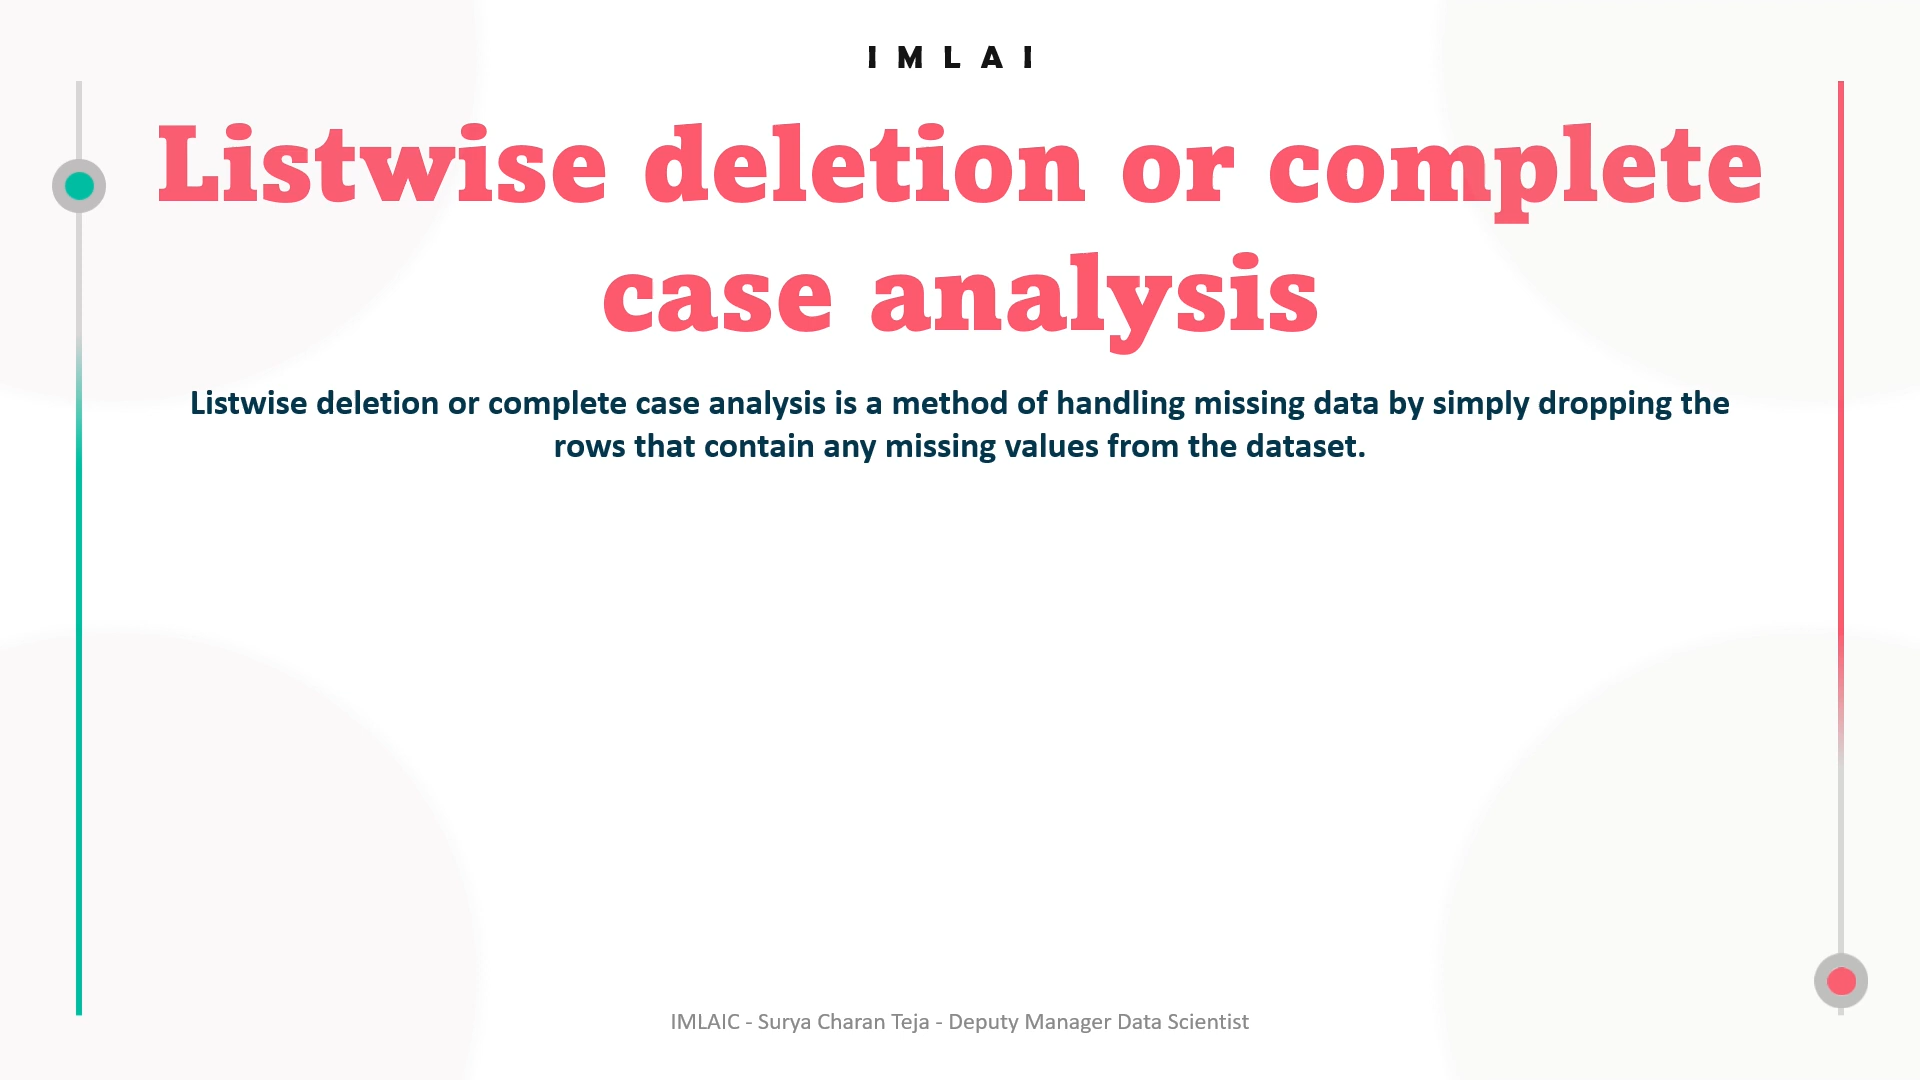 IMLAI
Listwise deletion or complete
case analysis
Listwise deletion or complete case analysis is a method of handling missing data by simply dropping the
rows that contain any missing values from the dataset.
IMLAIC - Surya Charan Teja - Deputy Manager Data Scientist